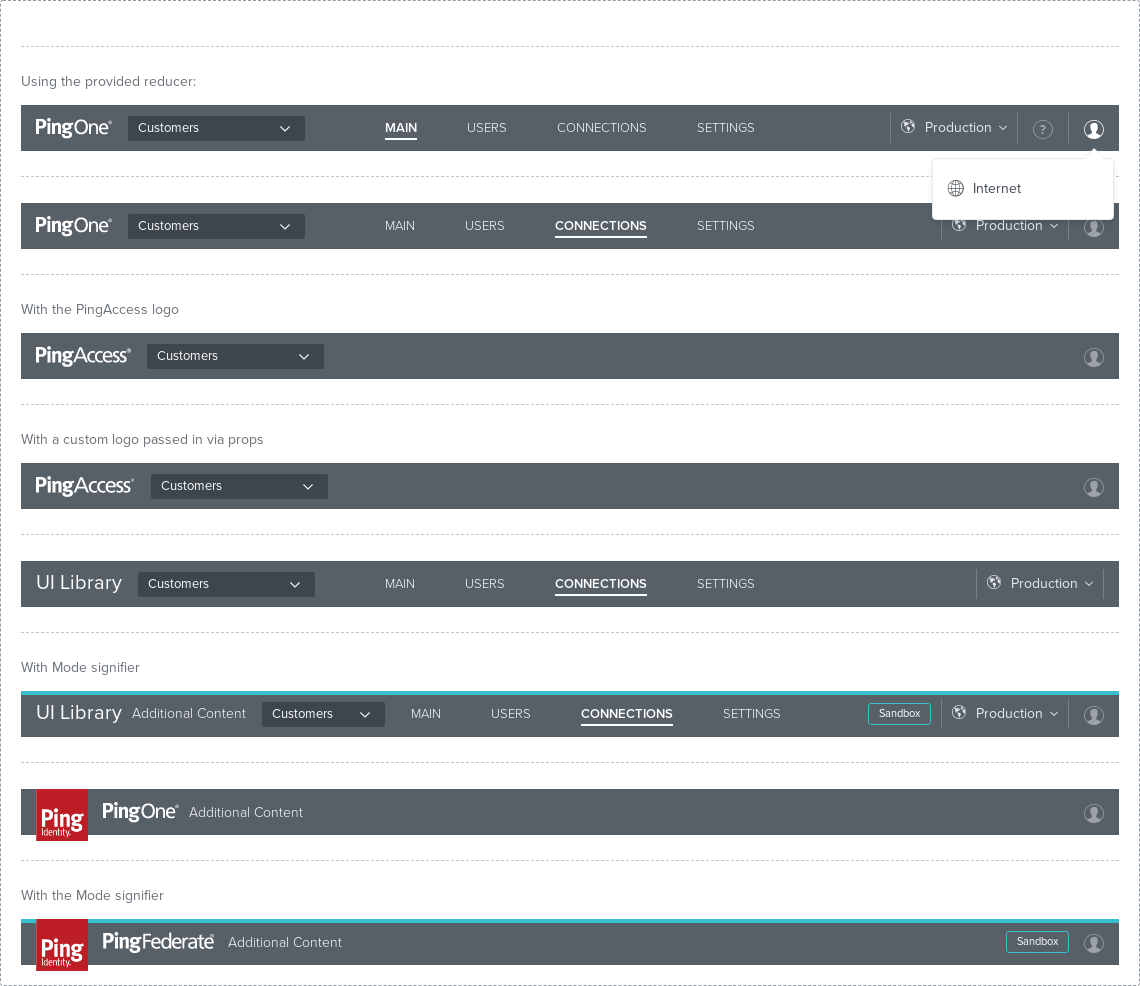 Using the provided reducer:
PingOne® Customers MAIN USERS CONNECTIONS SETTINGS Production ?
Internet
PingOne® Customers MAIN USERS CONNECTIONS SETTINGS Production
With the PingAccess logo
PingAccess® Customers
With a custom logo passed in via props
PingAccess® Customers
UI Library Customers MAIN USERS CONNECTIONS SETTINGS Production
With Mode signifier
UI Library Additional Content Customers MAIN USERS CONNECTIONS SETTINGS Sandbox Production
Ping Identity. PingOne® Additional Content
With the Mode signifier
Ping Identity. PingFederate® Additional Content Sandbox